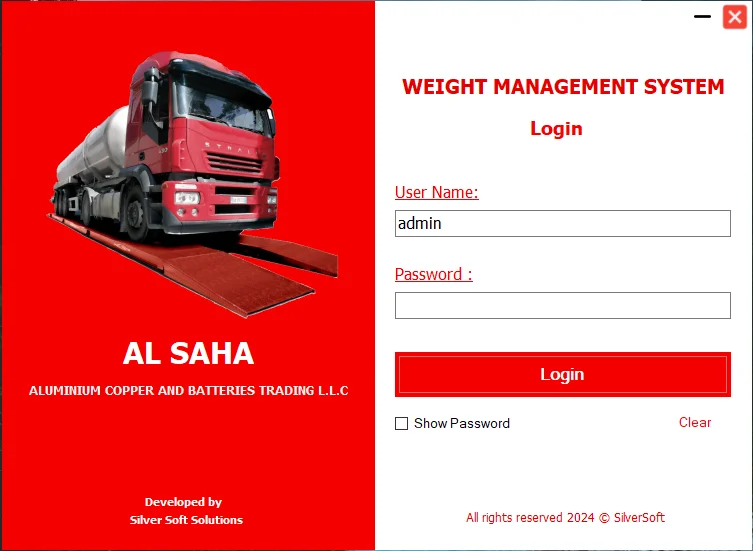 AL SAHA
ALUMINIUM COPPER AND BATTERIES TRADING L.L.C
Developed by
Silver Soft Solutions
WEIGHT MANAGEMENT SYSTEM
Login
User Name:
admin
Password :
Login
Show Password
Clear
All rights reserved 2024 © SilverSoft